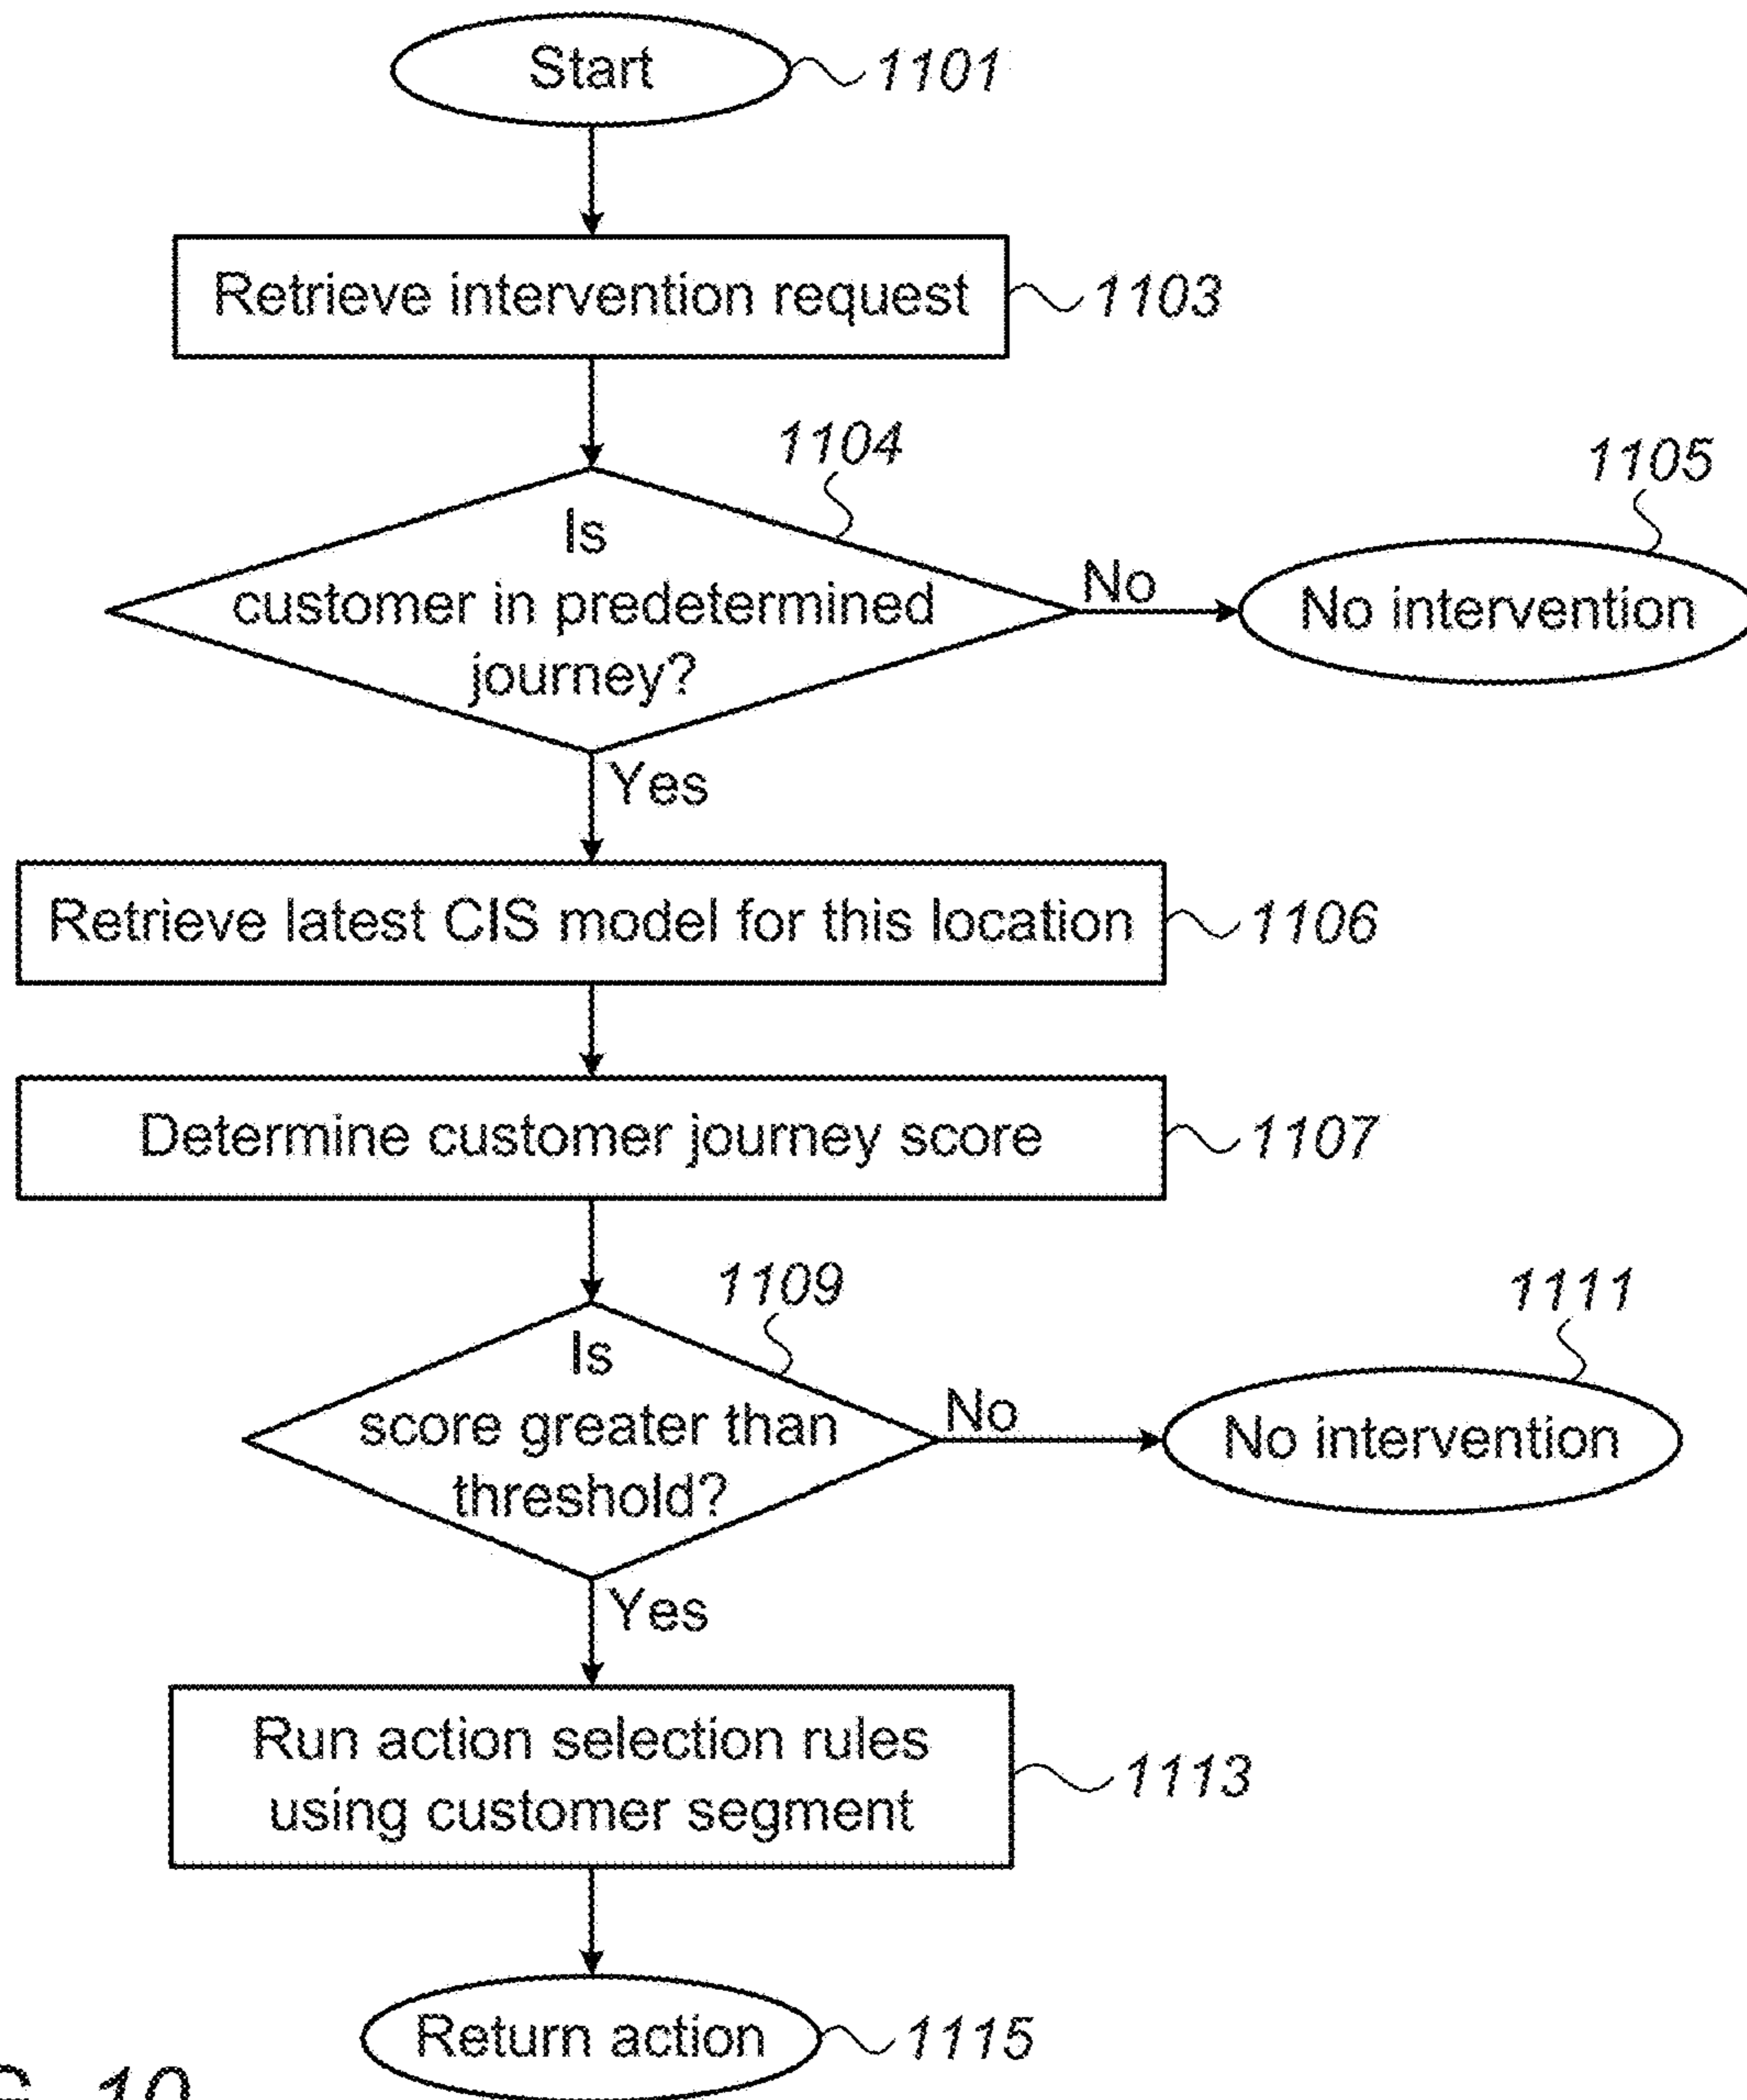 Start
1101
Retrieve intervention request
1103
1104
1105
Is
customer in predetermined
journey?
No
No intervention
Yes
Retrieve latest CIS model for this location
1106
Determine customer journey score
1107
1109
1111
Is
score greater than
threshold?
No
No intervention
Yes
Run action selection rules
using customer segment
1113
Return action
1115
10